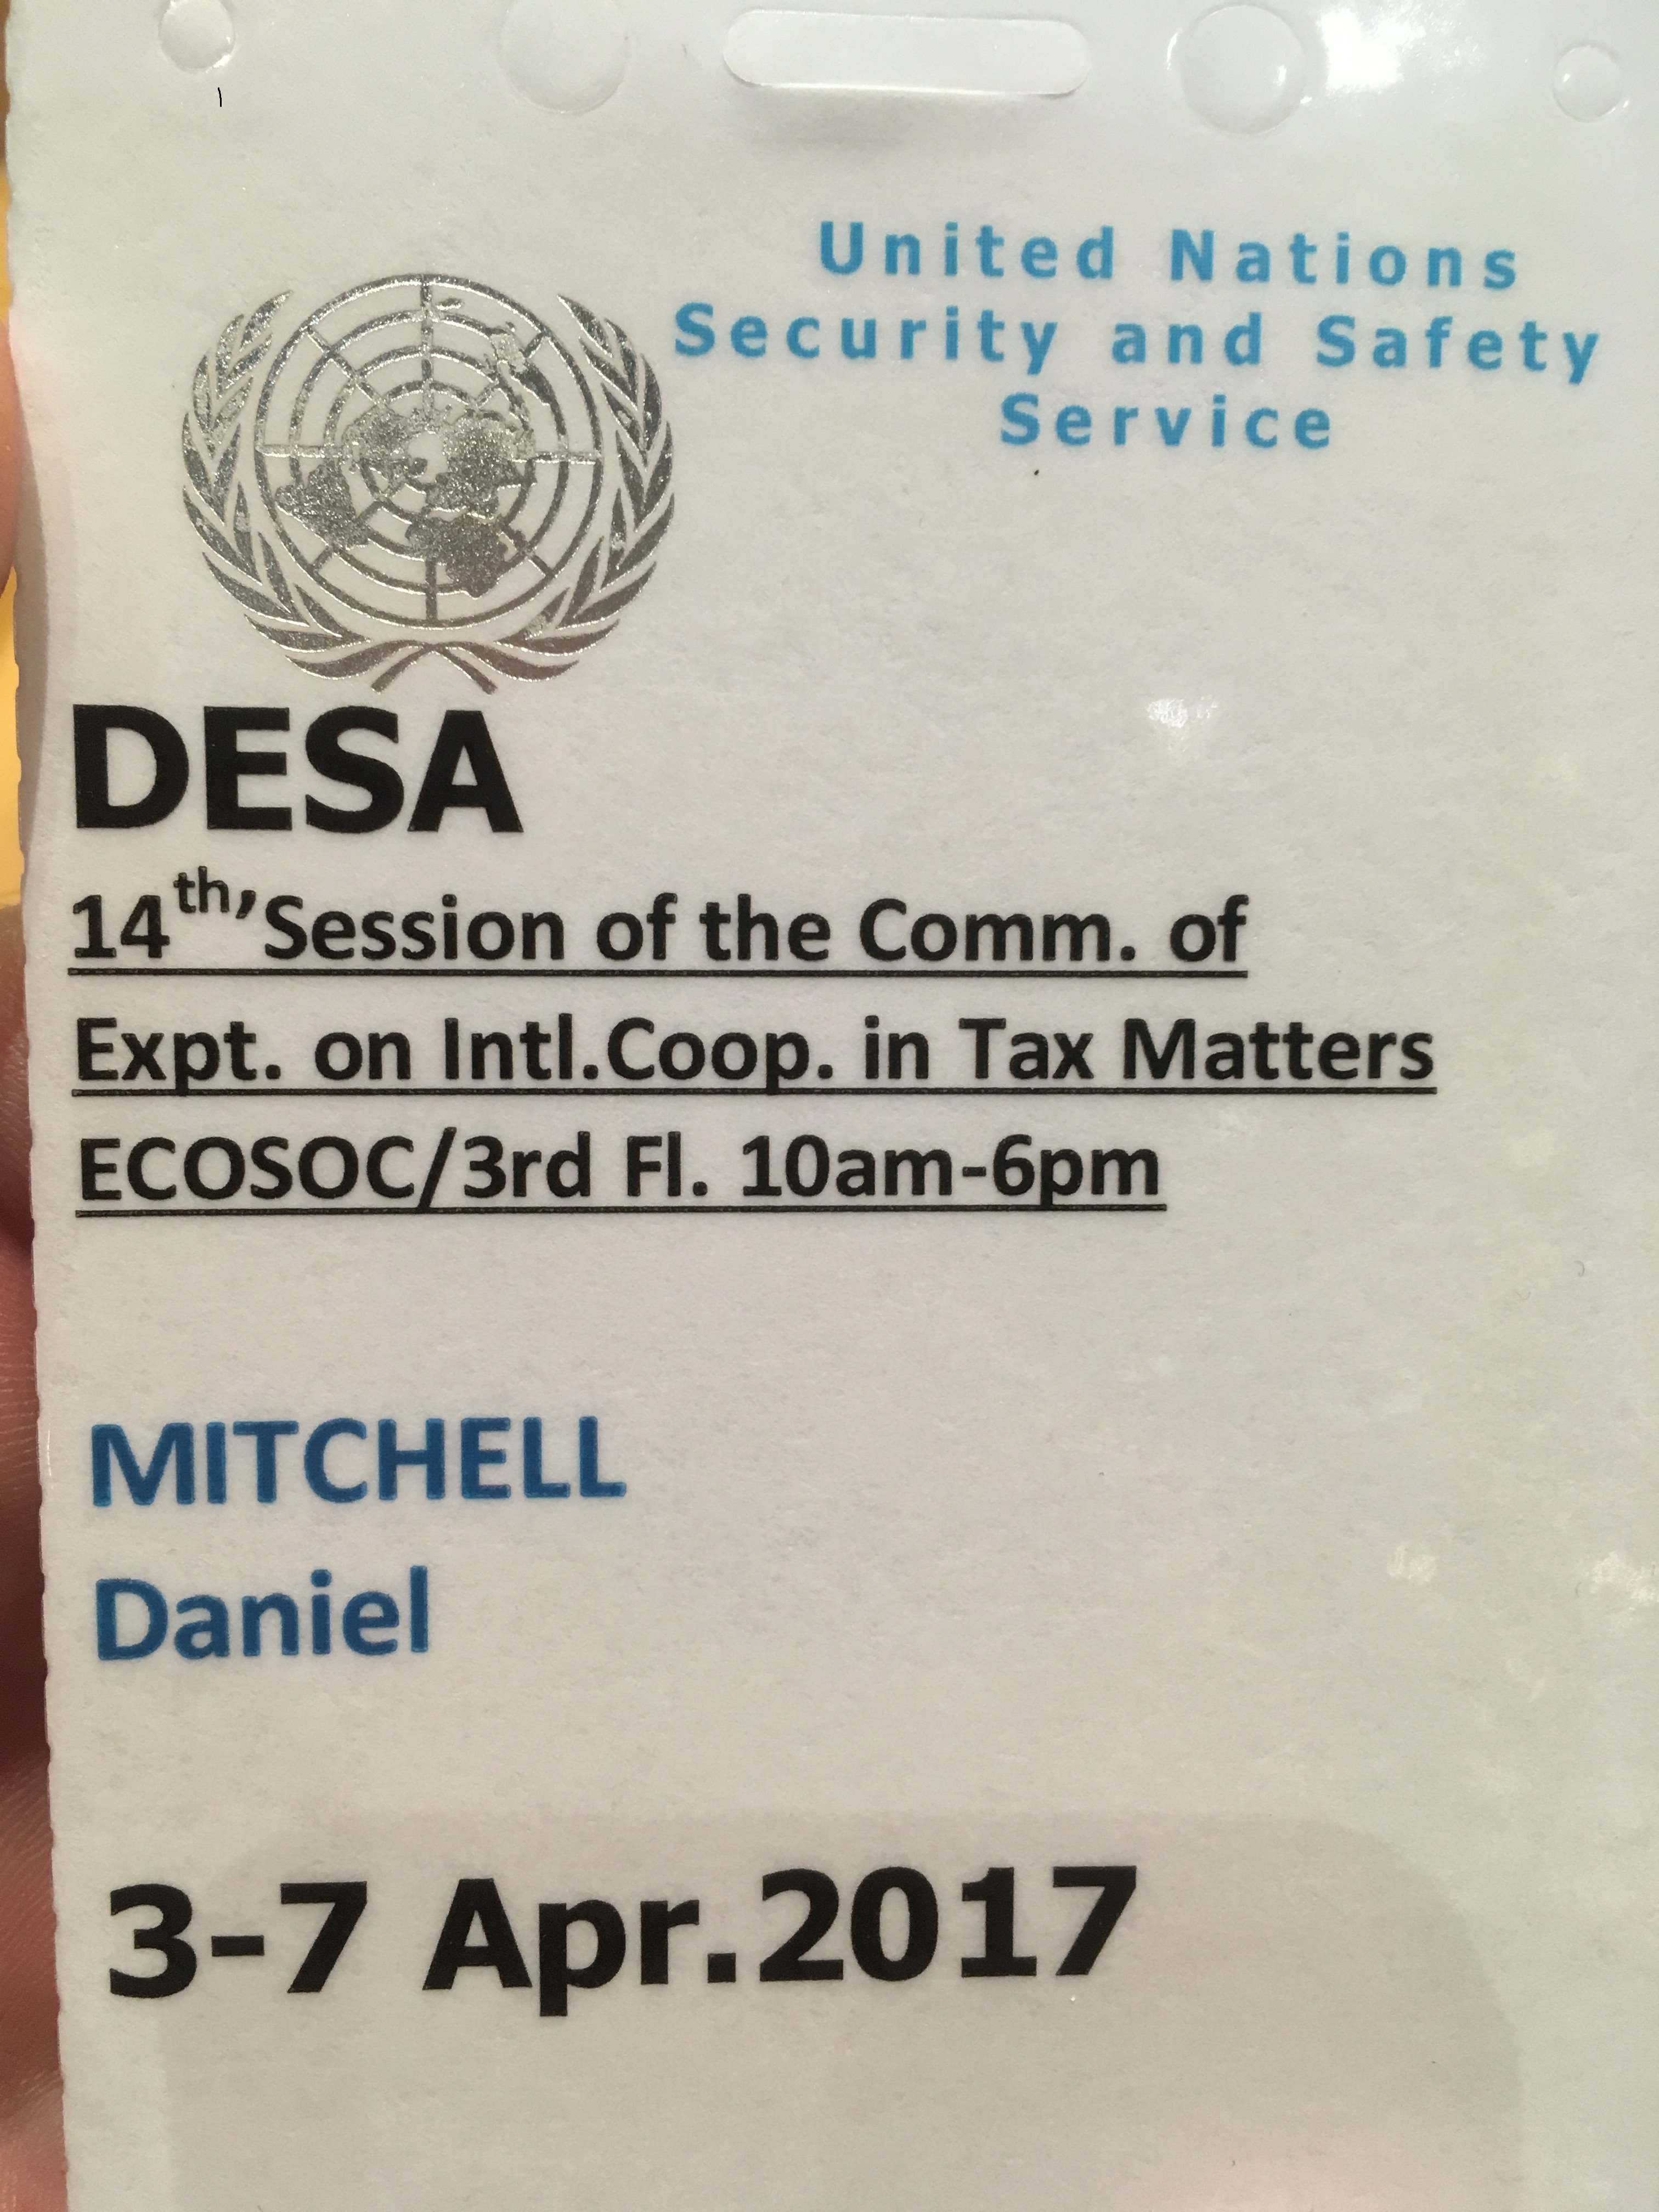 United Nations
Security and Safety
Service
DESA
14th’Session of the Comm. of
Expt. on Intl.Coop. in Tax Matters
ECOSOC/3rd Fl. 10am-6pm
MITCHELL
Daniel
3-7 Apr.2017